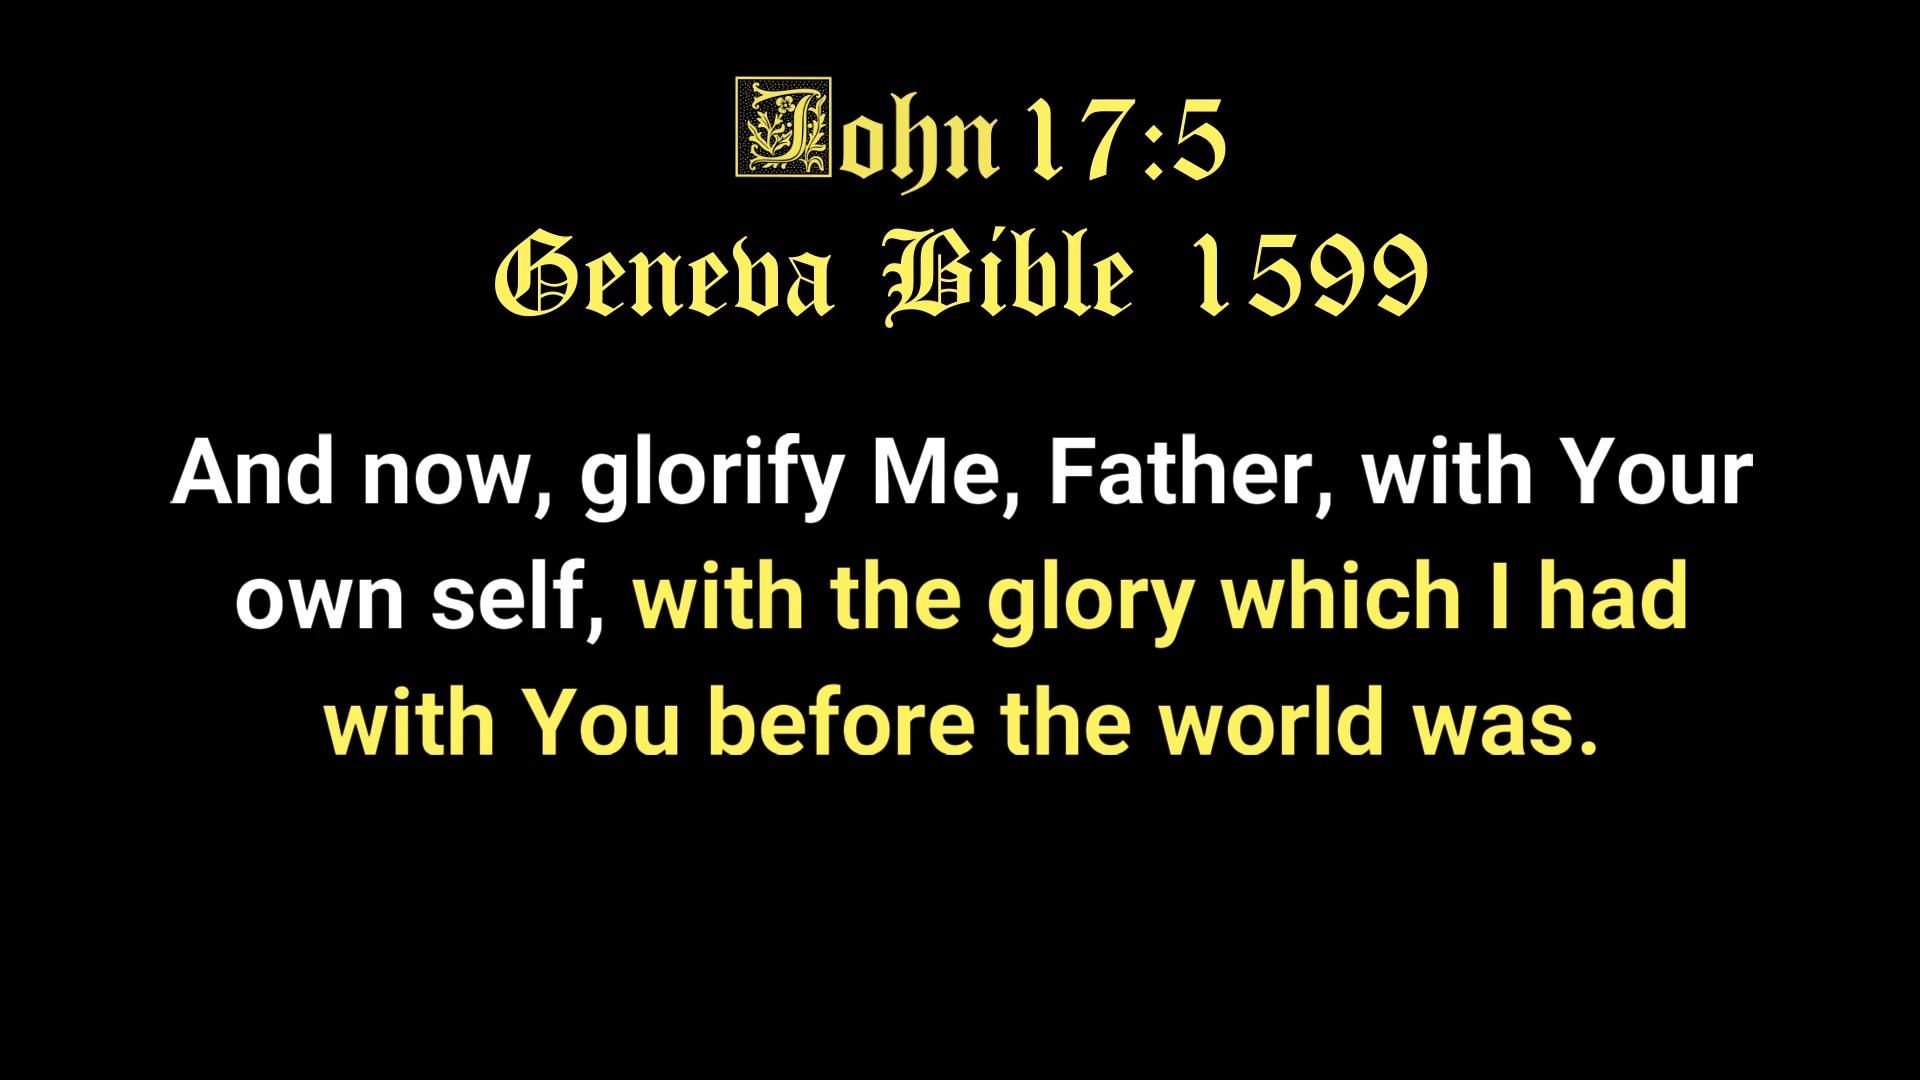 John 17:5
Geneva Bible 1599
And now, glorify Me, Father, with Your
own self, with the glory which I had
with You before the world was.